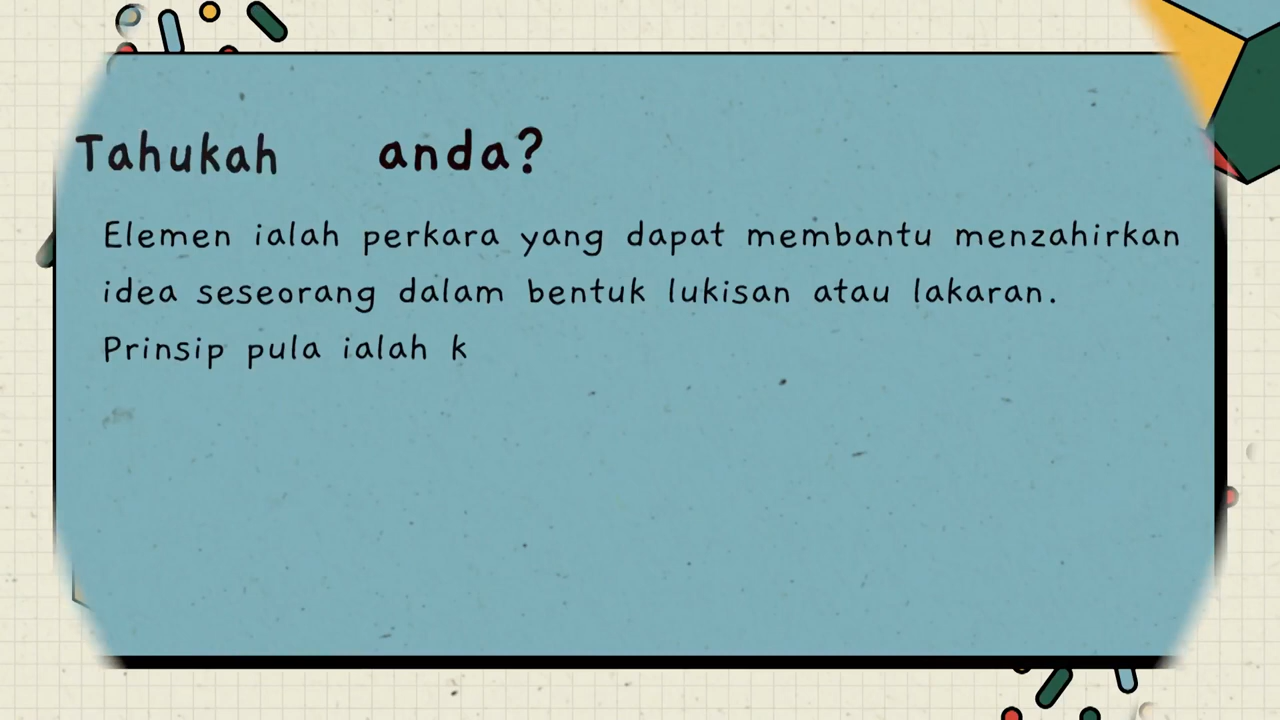 Tahukah anda?
Elemen ialah perkara yang dapat membantu menzahirkan
idea seseorang dalam bentuk lukisan atau lakaran.
Prinsip pula ialah k